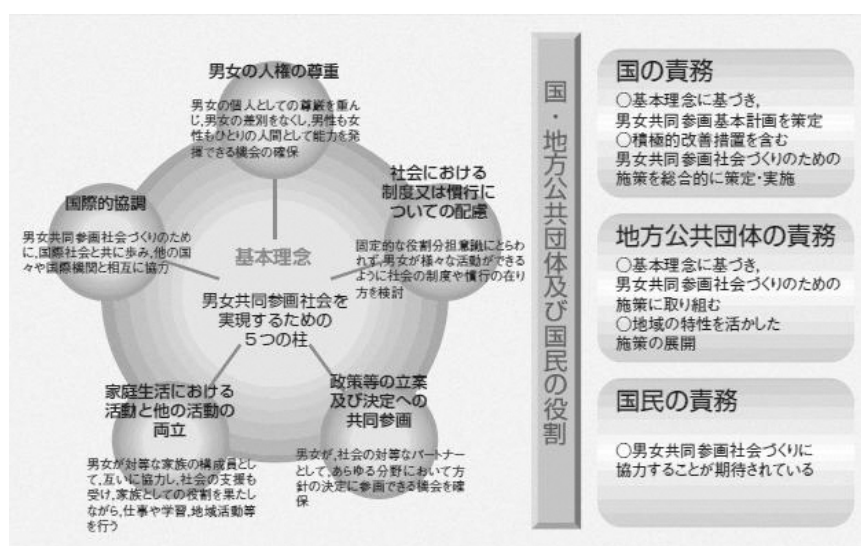 男女の人権の尊重
男女の個人としての尊厳を重ん
じ,男女の差別をなくし,男性も女
性もひとりの人間として能力を発
揮できる機会の確保
社会における
制度又は慣行に
ついての配慮
固定的な役割分担意識にとらわ
れず,男女が様々な活動ができる
ように社会の制度や慣行の在り
方を検討
国際的協調
男女共同参画社会づくりのため
に,国際社会と共に歩み,他の国
々や国際機関と相互に協力
基本理念
男女共同参画社会を
実現するための
5つの柱
家庭生活における
活動と他の活動の
両立
男女が対等な家族の構成員とし
て,互いに協力し,社会の支援も
受け,家族としての役割を果たし
ながら,仕事や学習,地域活動等
を行う
政策等の立案
及び決定への
共同参画
男女が,社会の対等なパートナー
として,あらゆる分野において方
針の決定に参画できる機会を確
保
国・地方公共団体及び国民の役割
国の責務
○基本理念に基づき,
男女共同参画基本計画を策定
○積極的改善措置を含む
男女共同参画社会づくりのための
施策を総合的に策定・実施
地方公共団体の責務
○基本理念に基づき,
男女共同参画社会づくりのための
施策に取り組む
○地域の特性を活かした
施策の展開
国民の責務
○男女共同参画社会づくりに
協力することが期待されている